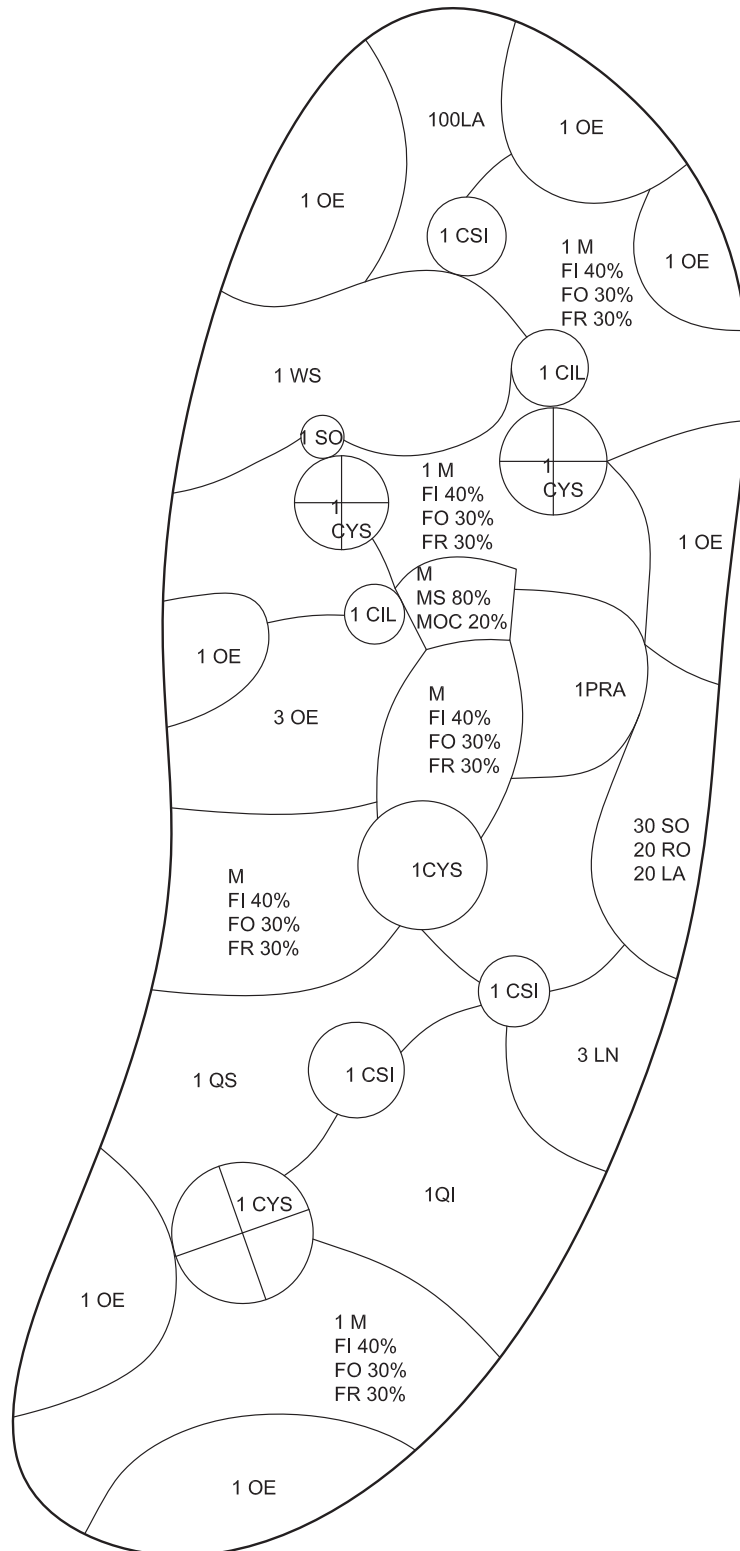 100LA
1 OE
1 OE
1 CSI
1 M
FI 40%
FO 30%
FR 30%
1 OE
1 WS
1 CIL
1 SO
1
CYS
1
CYS
1 M
FI 40%
FO 30%
FR 30%
1 OE
M
MS 80%
MOC 20%
1 CIL
1 OE
3 OE
M
FI 40%
FO 30%
FR 30%
1PRA
30 SO
20 RO
20 LA
1CYS
M
FI 40%
FO 30%
FR 30%
1 CSI
3 LN
1 CSI
1 QS
1 CYS
1QI
1 OE
1 M
FI 40%
FO 30%
FR 30%
1 OE